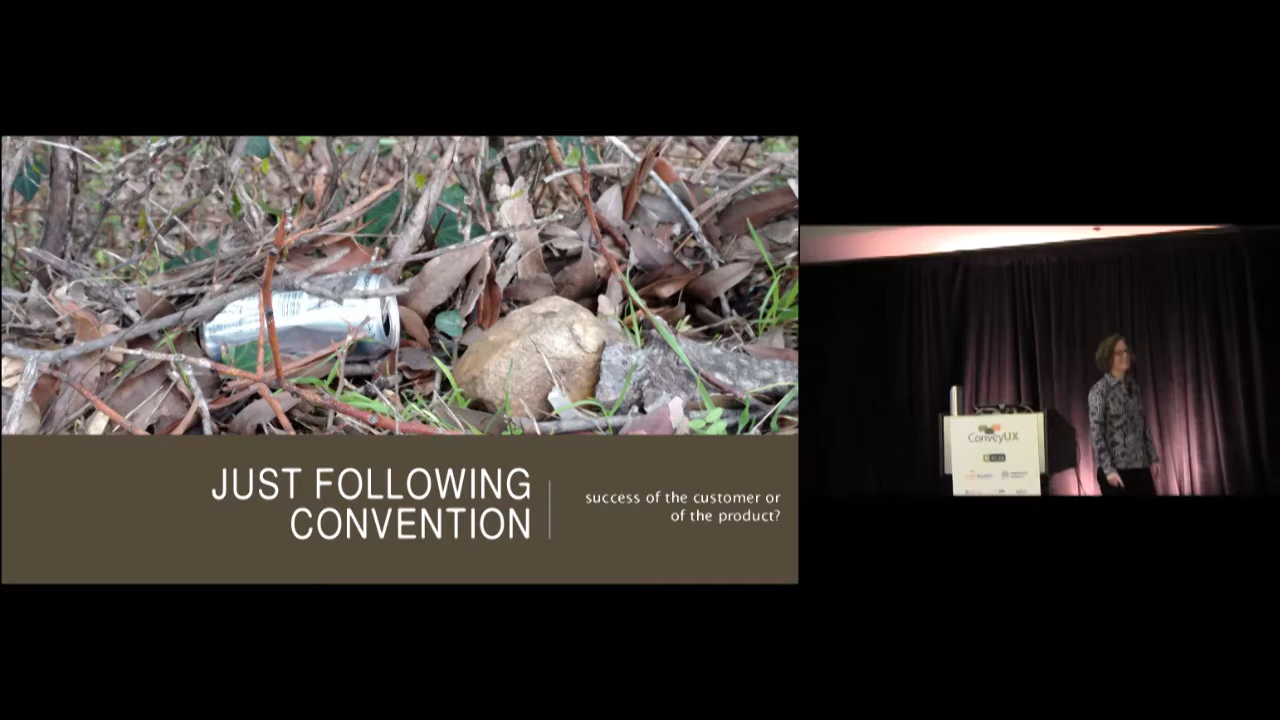 JUST FOLLOWING
CONVENTION
success of the customer or
of the product?
ConveyUX